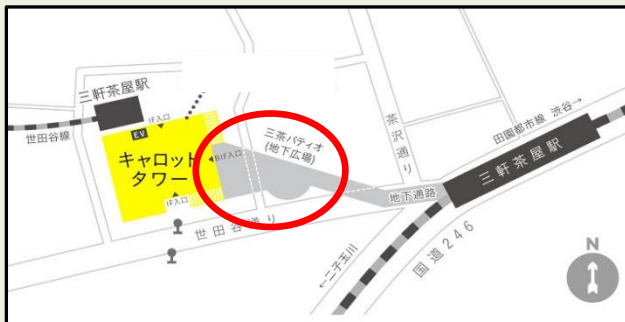 三軒茶屋駅
世田谷線
1F入口
EV
キャロット
タワー
B1F入口
1F入口
三茶パティオ
(地下広場)
茶沢通り
田園都市線 渋谷→
三軒茶屋駅
地下通路
世田谷通り
←二子玉川
国道246
N